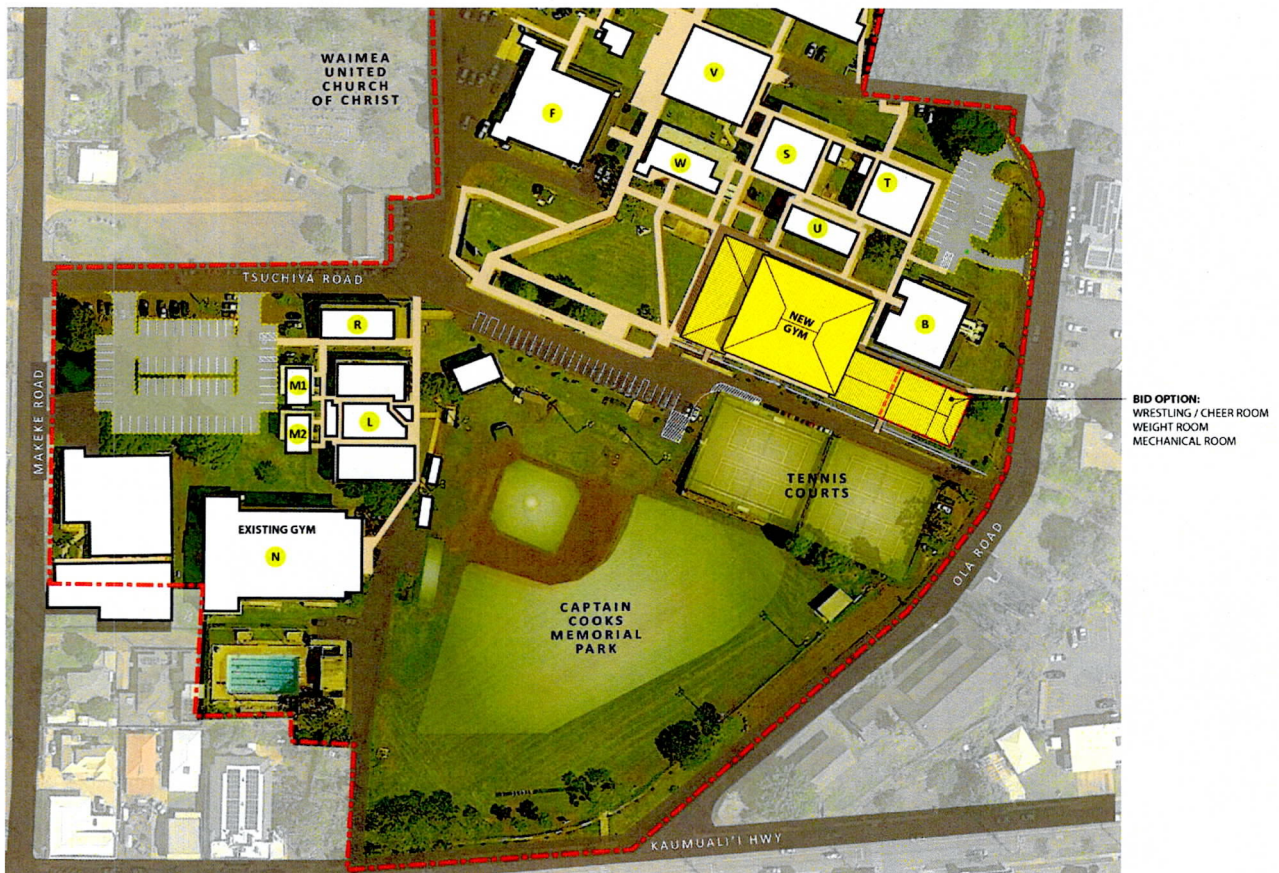 WAIMEA
UNITED
CHURCH
OF CHRIST
V
F
S
W
T
U
TSUCHIYA ROAD
NEW
GYM
B
R
M1
L
M2
BID OPTION:
WRESTLING / CHEER ROOM
WEIGHT ROOM
MECHANICAL ROOM
MAKEKE ROAD
TENNIS
COURTS
EXISTING GYM
N
OLA ROAD
CAPTAIN
COOKS
MEMORIAL
PARK
KAUMUALI'I HWY